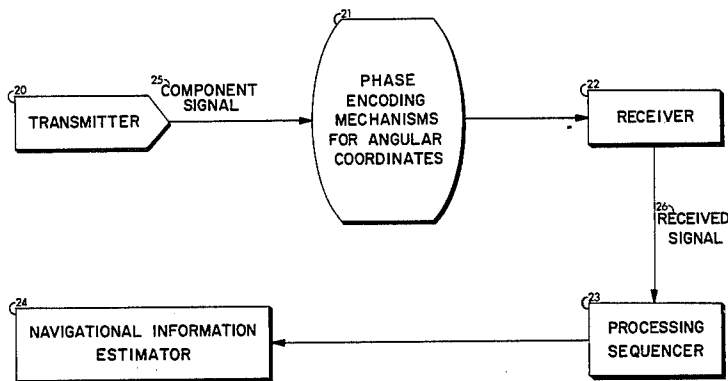 21
PHASE
ENCODING
MECHANISMS
FOR ANGULAR
COORDINATES
20
TRANSMITTER
25
COMPONENT
SIGNAL
22
RECEIVER
26
RECEIVED
SIGNAL
24
NAVIGATIONAL INFORMATION
ESTIMATOR
23
PROCESSING
SEQUENCER